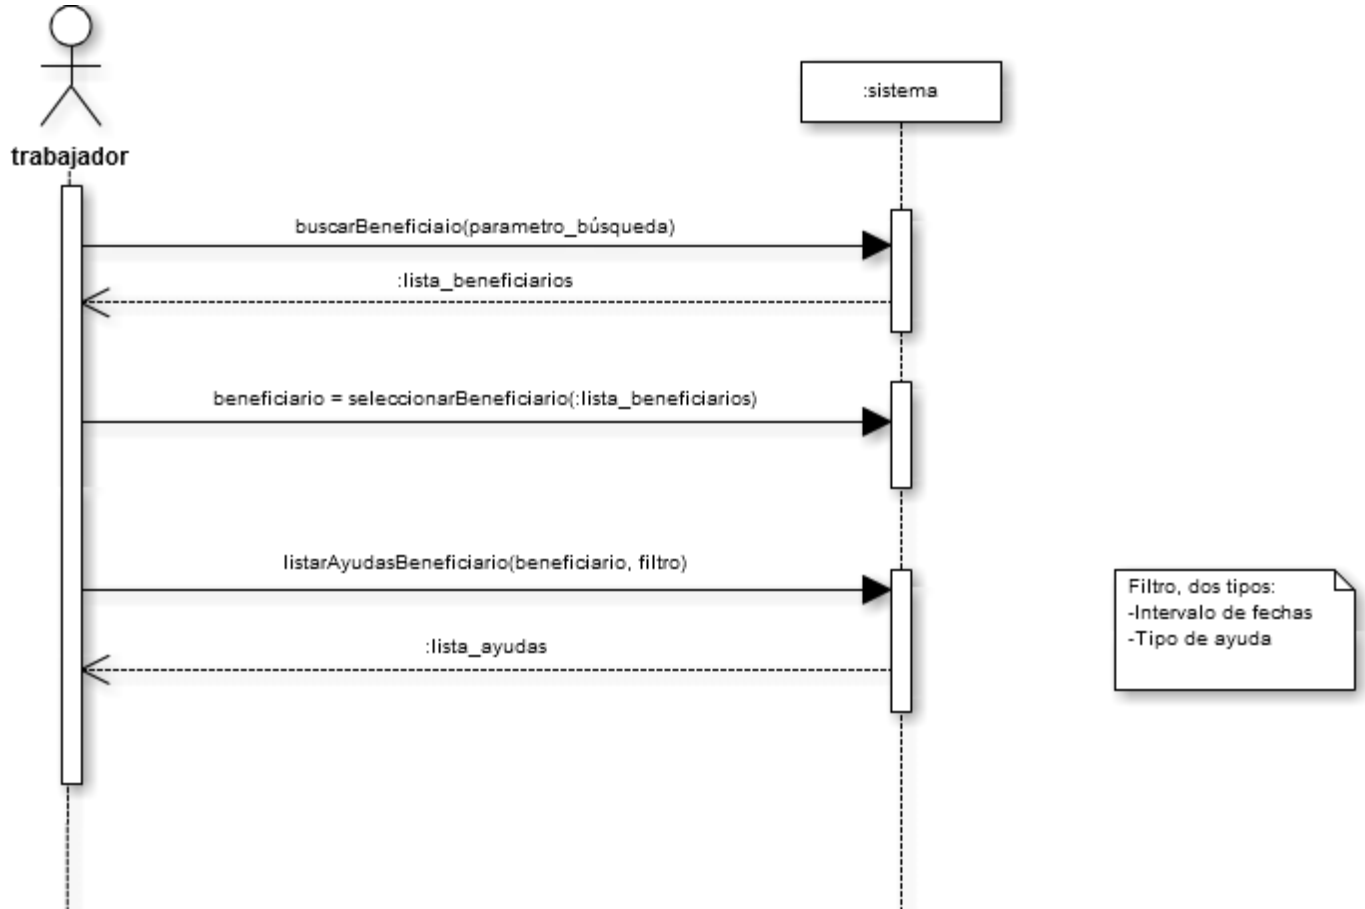 :sistema
trabajador
buscarBeneficiaio(parametro_búsqueda)
:lista_beneficiarios
beneficiario = seleccionarBeneficiario(:lista_beneficiarios)
listarAyudasBeneficiario(beneficiario, filtro)
:lista_ayudas
Filtro, dos tipos:
-Intervalo de fechas
-Tipo de ayuda